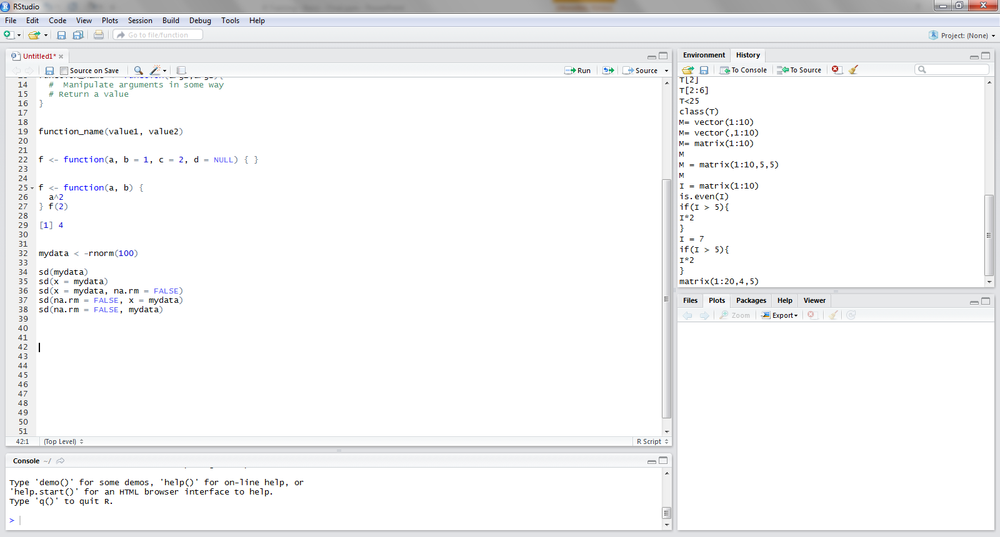 RStudio
File Edit Code View Plots Session Build Debug Tools Help
Go to file/function
Project: (None)
Untitled1*
Source on Save
Run
Source
14 #  Manipulate arguments in some way
15 # Return a value
16 }
17
18
19 function_name(value1, value2)
20
21
22 f <- function(a, b = 1, c = 2, d = NULL) { }
23
24
25 f <- function(a, b) {
26 a^2
27 } f(2)
28
29 [1] 4
30
31
32 mydata < -rnorm(100)
33
34 sd(mydata)
35 sd(x = mydata)
36 sd(x = mydata, na.rm = FALSE)
37 sd(na.rm = FALSE, x = mydata)
38 sd(na.rm = FALSE, mydata)
39
40
41
42
43
44
45
46
47
48
49
50
51
42:1 (Top Level) R Script
Console ~/
Type 'demo()' for some demos, 'help()' for on-line help, or
'help.start()' for an HTML browser interface to help.
Type 'q()' to quit R.
>
Environment History
To Console To Source
T[2]
T[2:6]
T<25
class(T)
M= vector(1:10)
M= vector(,1:10)
M= matrix(1:10)
M
M = matrix(1:10,5,5)
M
I = matrix(1:10)
is.even(I)
if(I > 5){
I*2
}
I = 7
if(I > 5){
I*2
}
matrix(1:20,4,5)
Files Plots Packages Help Viewer
Zoom Export